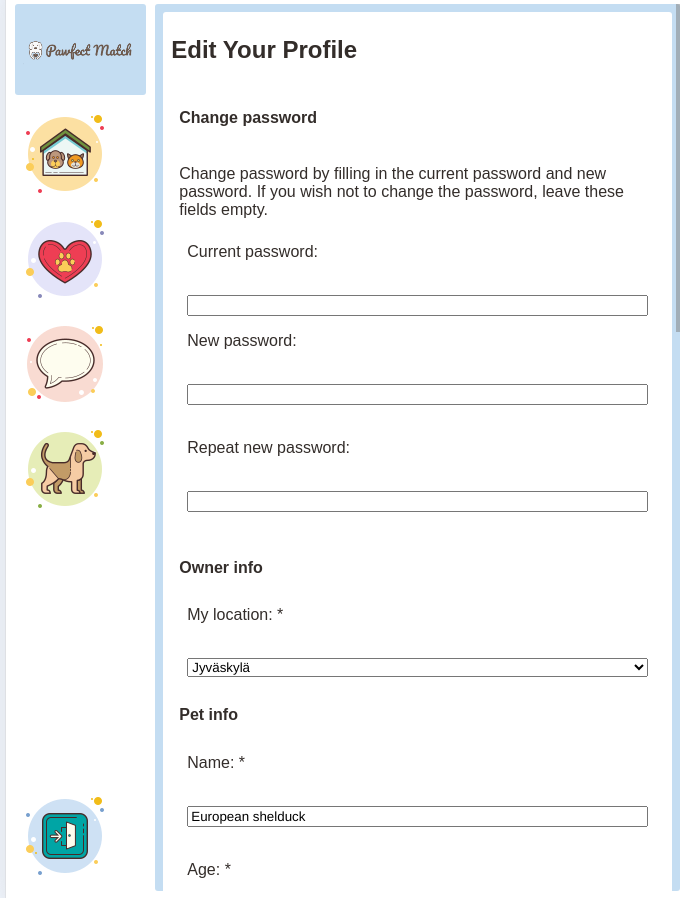 Pawfect Match
Edit Your Profile
Change password
Change password by filling in the current password and new
password. If you wish not to change the password, leave these
fields empty.
Current password:
New password:
Repeat new password:
Owner info
My location: *
Jyväskylä
Pet info
Name: *
European shelduck
Age: *